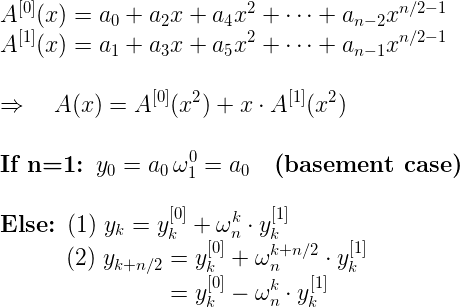 A^{[0]}(x) = a_0 + a_2x + a_4x^2 + ⋯ + a_{n−2}x^{n/2−1}
A^{[1]}(x) = a_1 + a_3x + a_5x^2 + ⋯ + a_{n−1}x^{n/2−1}
⇒ A(x) = A^{[0]}(x^2) + x · A^{[1]}(x^2)
If n=1: y_0 = a_0 ω_1^0 = a_0 (basement case)
Else: (1) y_k = y_k^{[0]} + ω_n^k · y_k^{[1]}
(2) y_{k+n/2} = y_k^{[0]} + ω_n^{k+n/2} · y_k^{[1]}
= y_k^{[0]} − ω_n^k · y_k^{[1]}